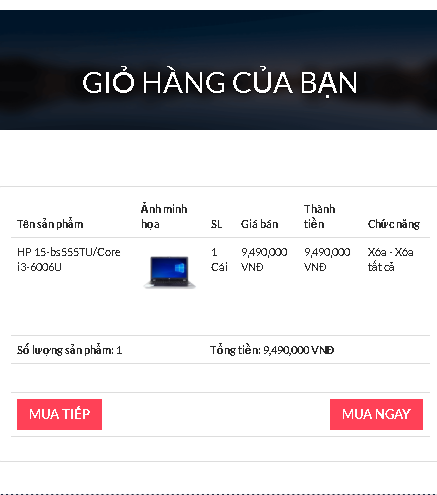 GIỎ HÀNG CỦA BẠN
Tên sản phẩm Ảnh minh họa SL Giá bán Thành tiền Chức năng
HP 15-bs555TU/Core i3-6006U 1 Cái 9,490,000 VNĐ 9,490,000 VNĐ Xóa - Xóa tất cả
Số lượng sản phẩm: 1 Tổng tiền: 9,490,000 VNĐ
MUA TIẾP MUA NGAY